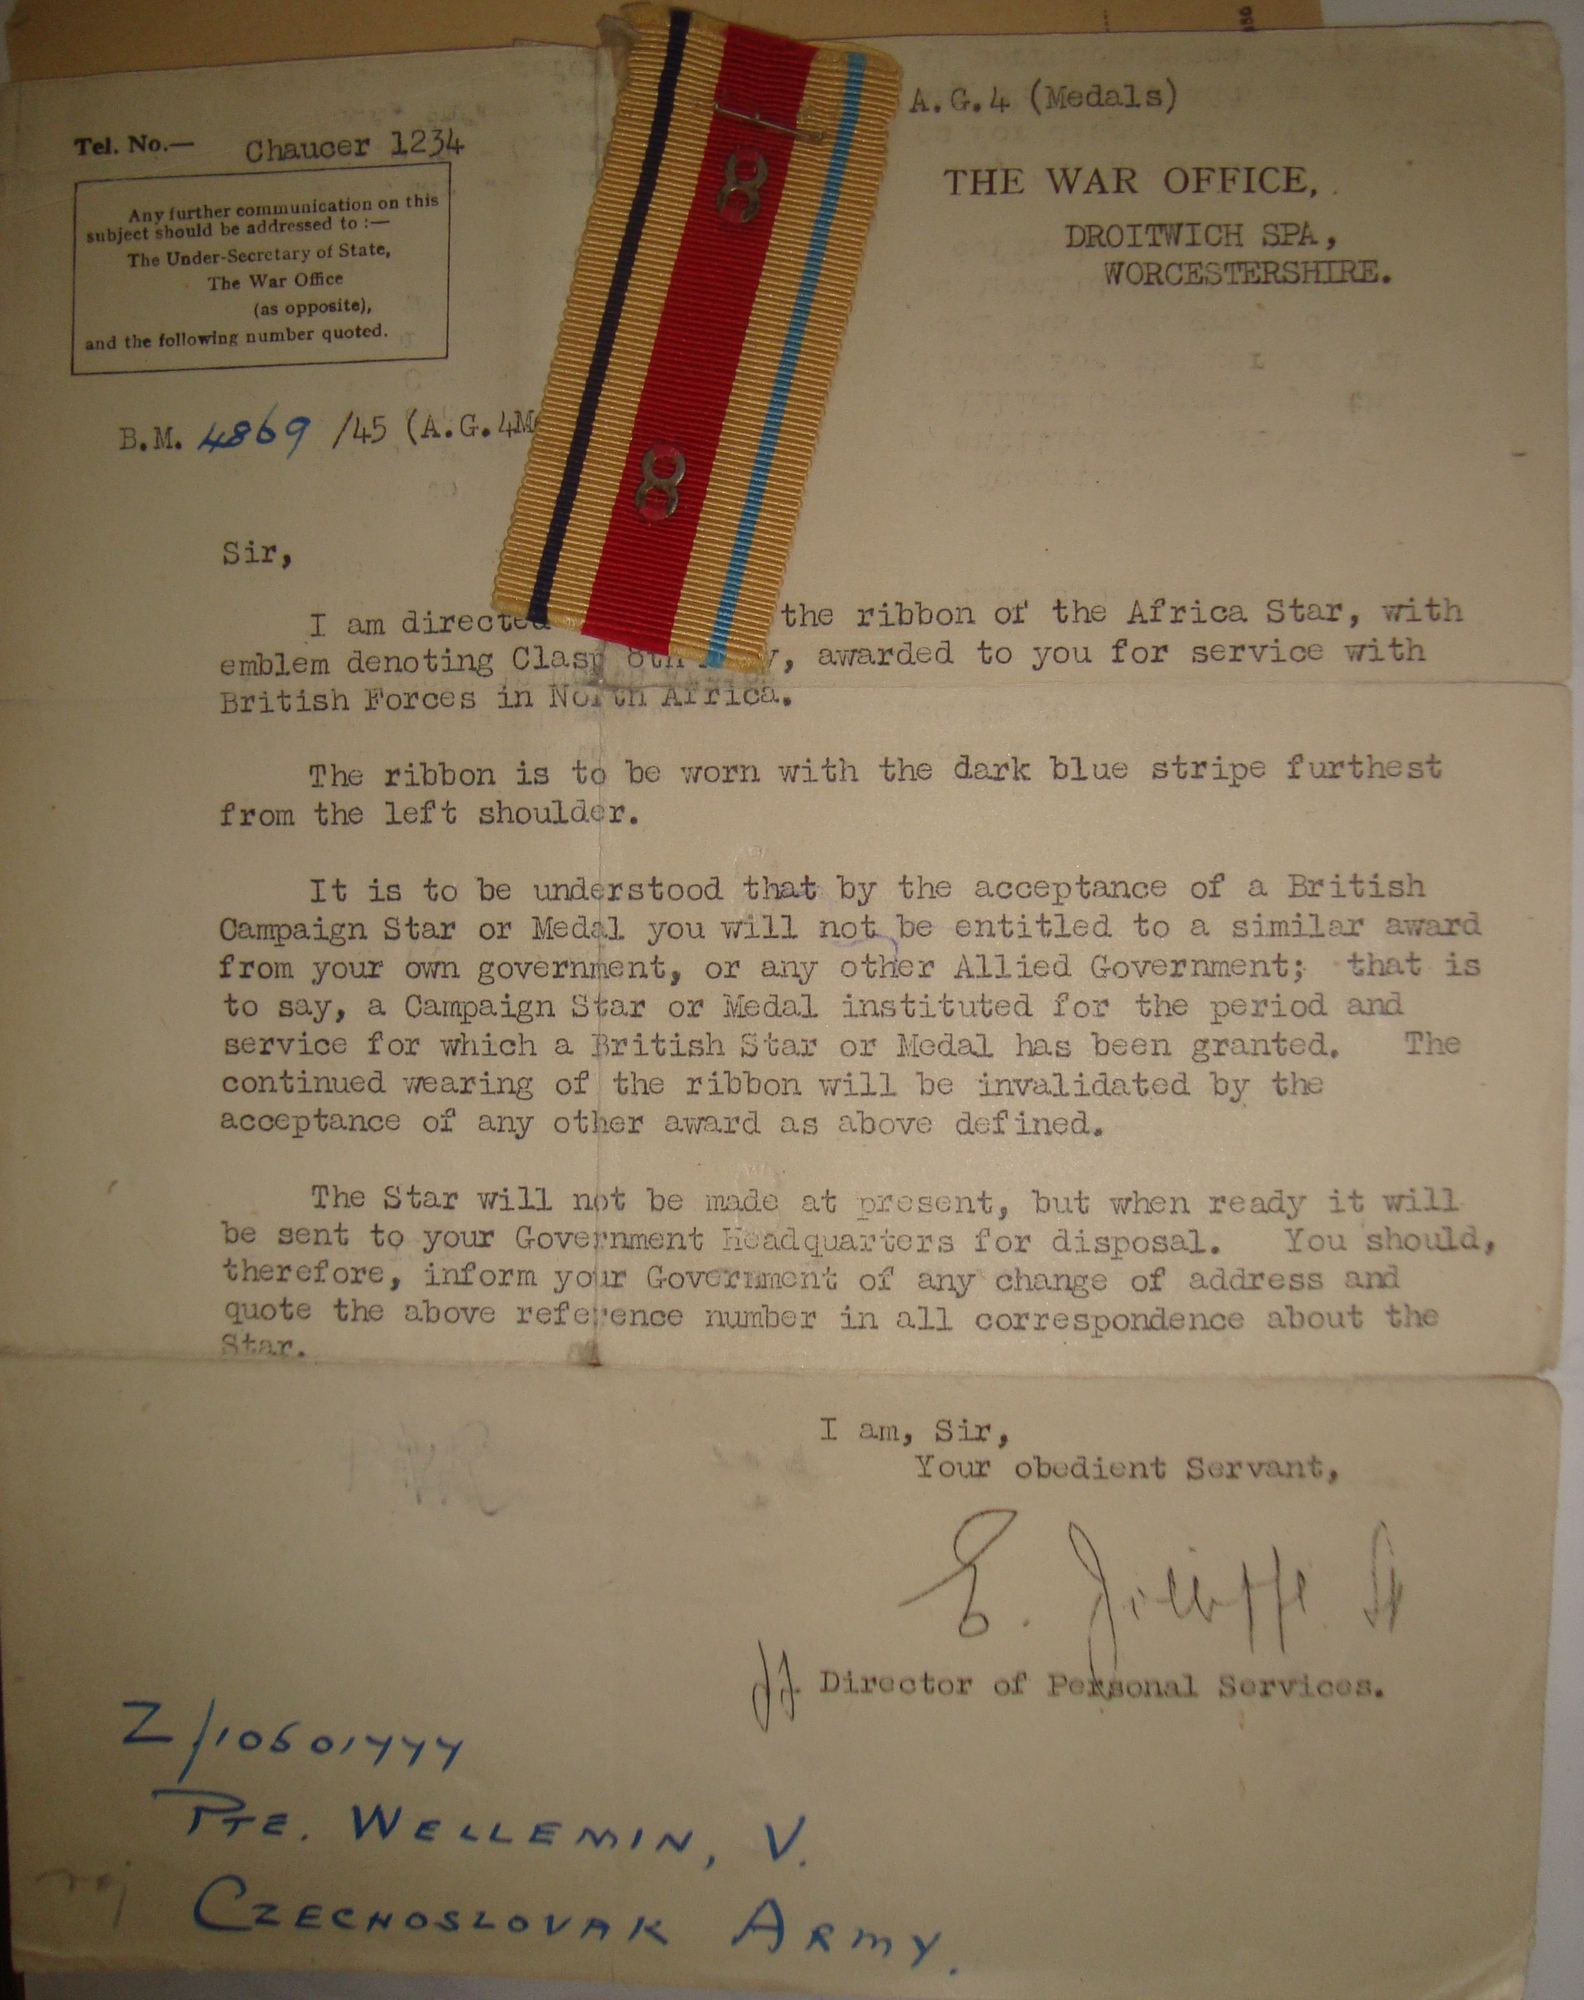 A.G.4 (Medals)
Tel. No.— Chaucer 1234
THE WAR OFFICE,
DROITWICH SPA,
WORCESTERSHIRE.
Any further communication on this
subject should be addressed to :—
The Under-Secretary of State,
The War Office
(as opposite),
and the following number quoted.
B.M. 4869 /45 (A.G.4M
8
8
Sir,
I am directed the ribbon of the Africa Star, with
emblem denoting Clasp 8th , awarded to you for service with
British Forces in North Africa.
The ribbon is to be worn with the dark blue stripe furthest
from the left shoulder.
It is to be understood that by the acceptance of a British
Campaign Star or Medal you will not be entitled to a similar award
from your own government, or any other Allied Government; that is
to say, a Campaign Star or Medal instituted for the period and
service for which a British Star or Medal has been granted. The
continued wearing of the ribbon will be invalidated by the
acceptance of any other award as above defined.
The Star will not be made at present, but when ready it will
be sent to your Government Headquarters for disposal. You should,
therefore, inform your Government of any change of address and
quote the above reference number in all correspondence about the
Star.
I am, Sir,
Your obedient Servant,
E. Jolliffe
ff. Director of Personal Services.
Z/10601777
PTE. WELLEMIN, V.
CZECHOSLOVAK ARMY.